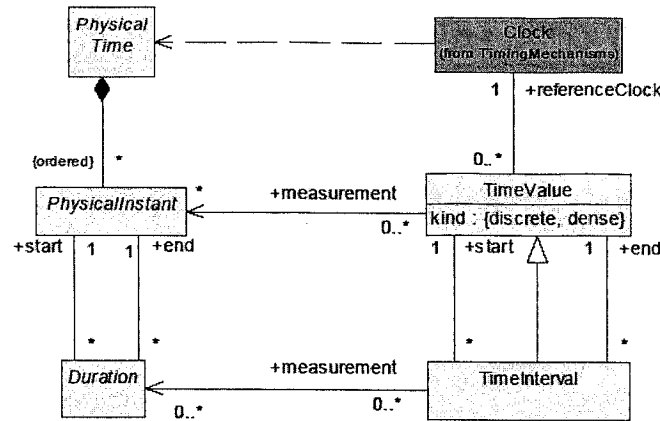 Physical
Time
Clock
(from TimingMechanisms)
1
+referenceClock
{ordered}
*
0..*
PhysicalInstant
*
+measurement
0..*
TimeValue
kind : {discrete, dense}
+start
1
1
+end
1
+start
1
+end
*
*
*
*
Duration
0..*
+measurement
0..*
TimeInterval